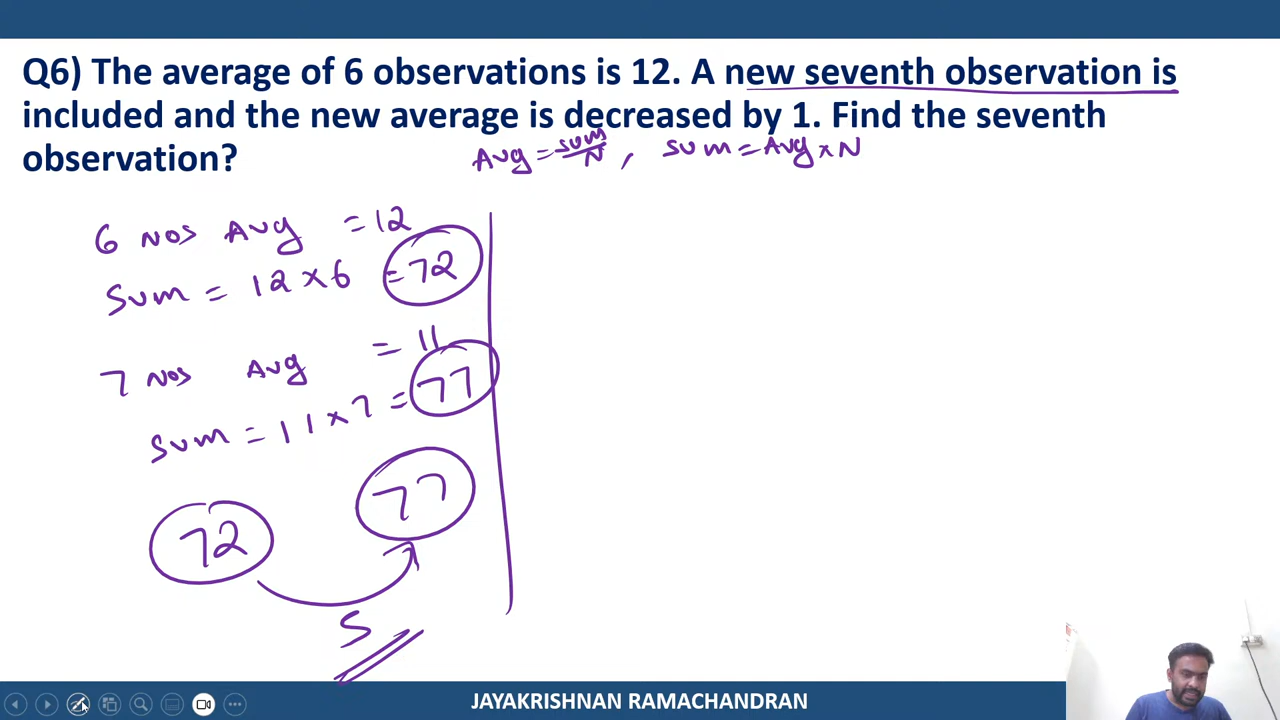 Q6) The average of 6 observations is 12. A new seventh observation is
included and the new average is decreased by 1. Find the seventh
observation?
Avg = sum/N, sum = Avg x N
6 Nos Avg = 12
Sum = 12 x 6 = 72
7 Nos Avg = 11
Sum = 11 x 7 = 77
72 77
5
JAYAKRISHNAN RAMACHANDRAN